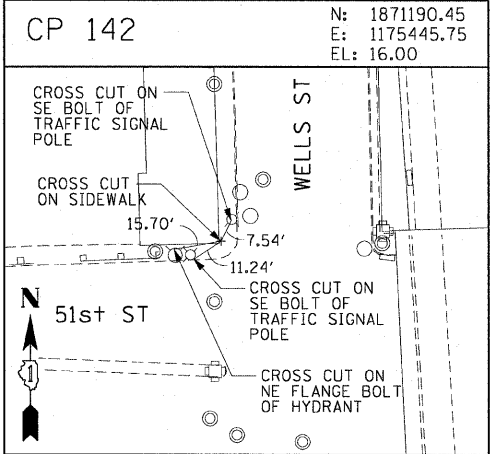 CP 142
N: 1871190.45
E: 1175445.75
EL: 16.00
CROSS CUT ON
SE BOLT OF
TRAFFIC SIGNAL
POLE
WELLS ST
CROSS CUT
ON SIDEWALK
15.70'
7.54'
11.24'
CROSS CUT ON
SE BOLT OF
TRAFFIC SIGNAL
POLE
N
51st ST
1
CROSS CUT ON
NE FLANGE BOLT
OF HYDRANT